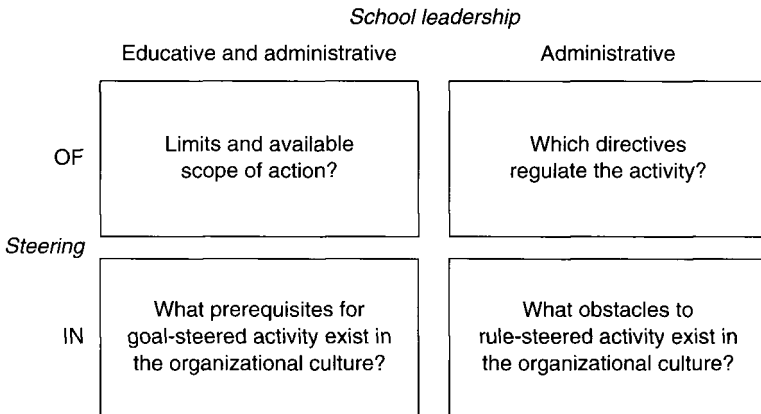 School leadership
Educative and administrative
Administrative
OF
Limits and available
scope of action?
Which directives
regulate the activity?
Steering
IN
What prerequisites for
goal-steered activity exist in
the organizational culture?
What obstacles to
rule-steered activity exist in
the organizational culture?